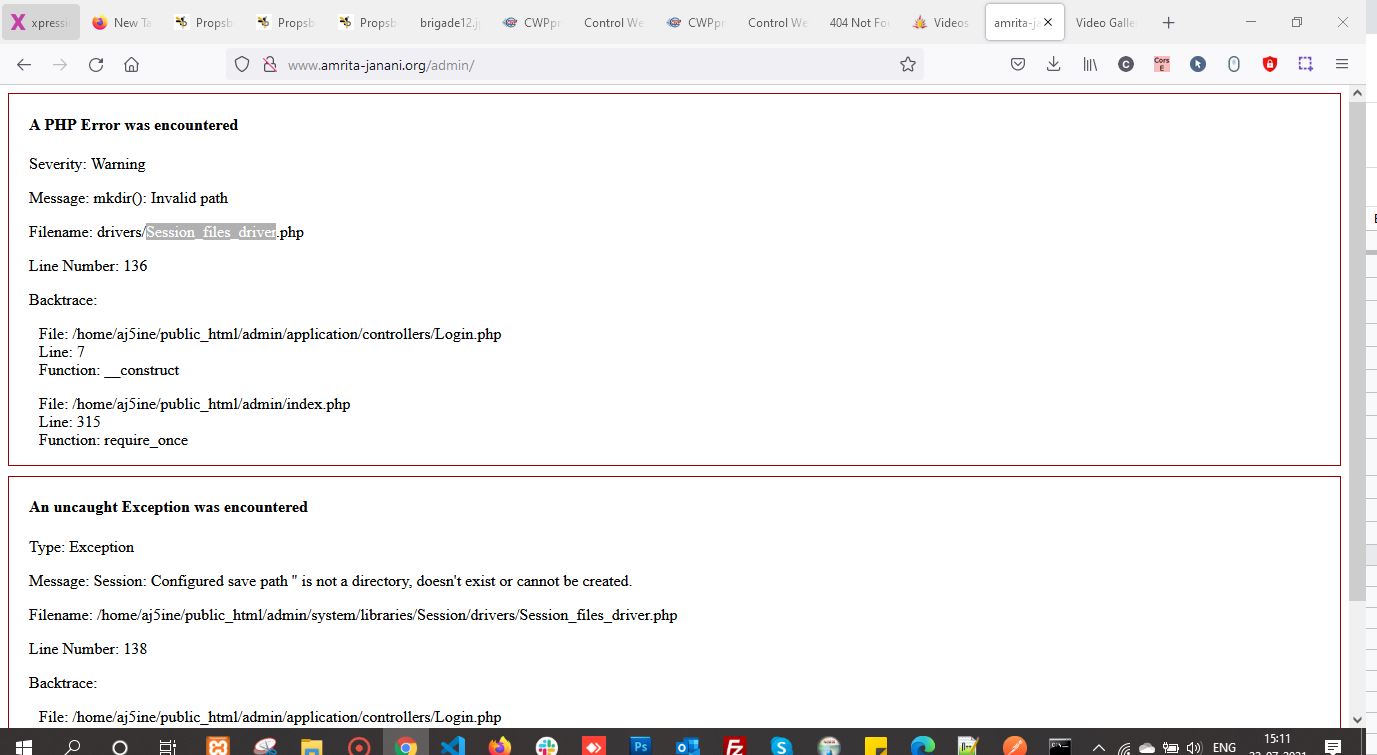 xpressi
New Ta
Propsb
Propsb
Propsb
brigade12.j
CWPpr
Control We
CWPpr
Control We
404 Not Fou
Videos
amrita-ja
Video Galle
www.amrita-janani.org/admin/
Cors
E
A PHP Error was encountered
Severity: Warning
Message: mkdir(): Invalid path
Filename: drivers/Session_files_driver.php
Line Number: 136
Backtrace:
File: /home/aj5ine/public_html/admin/application/controllers/Login.php
Line: 7
Function: __construct
File: /home/aj5ine/public_html/admin/index.php
Line: 315
Function: require_once
An uncaught Exception was encountered
Type: Exception
Message: Session: Configured save path '' is not a directory, doesn't exist or cannot be created.
Filename: /home/aj5ine/public_html/admin/system/libraries/Session/drivers/Session_files_driver.php
Line Number: 138
Backtrace:
File: /home/aj5ine/public_html/admin/application/controllers/Login.php
ENG
15:11